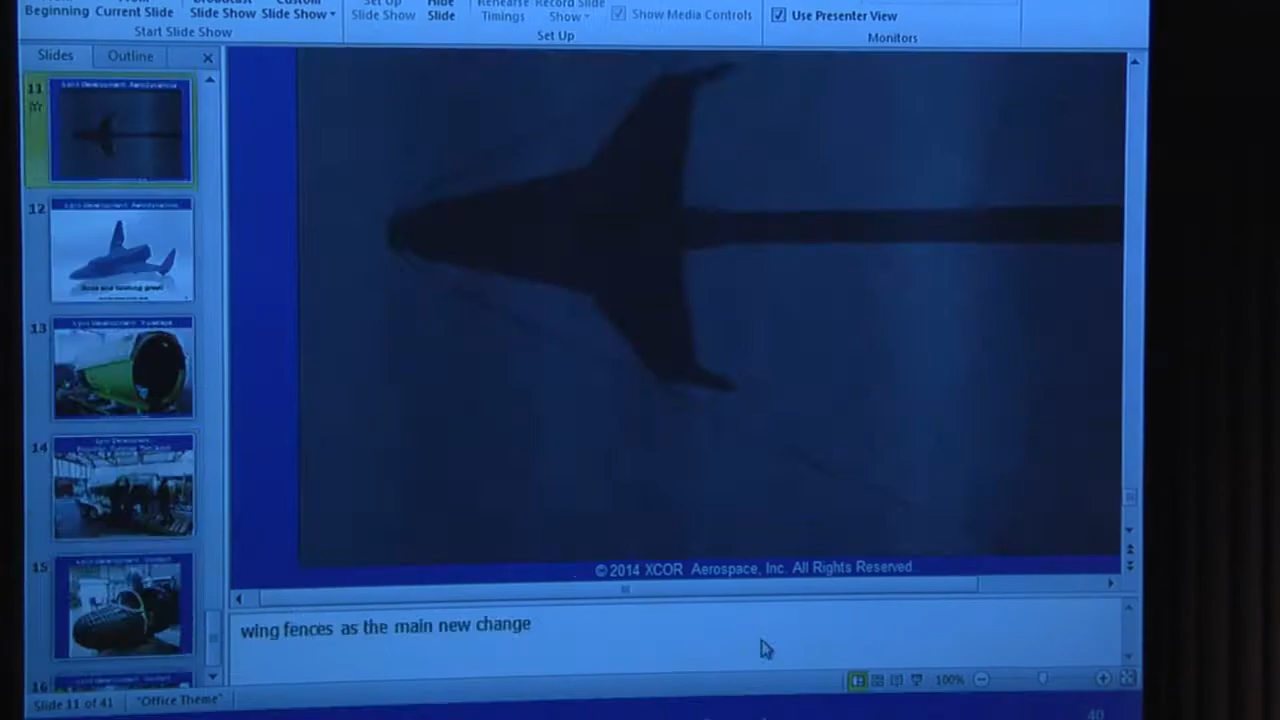 Beginning Current Slide Slide Show Slide Show
Slide Show Slide Timings Show
Show Media Controls
Use Presenter View
Start Slide Show
Set Up
Monitors
Slides
Outline
11
12
13
14
15
16
© 2014 XCOR Aerospace, Inc. All Rights Reserved
wing fences as the main new change
Slide 11 of 41
"Office Theme"
100%
40